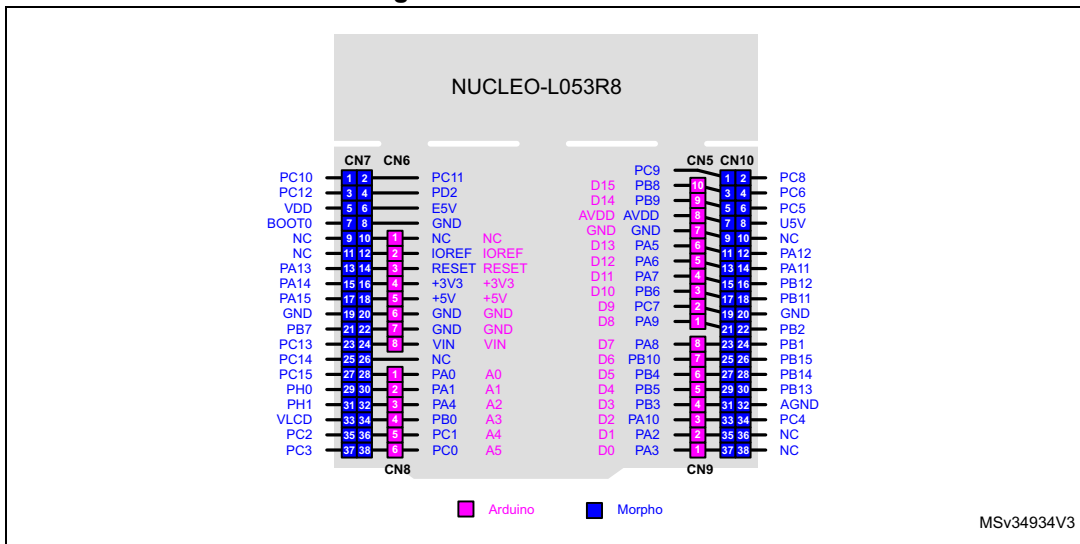 NUCLEO-L053R8
CN7 CN6 CN5 CN10
PC9
PC10 1 2 PC11 1 2 PC8
D15 PB8 10
PC12 3 4 PD2 3 4 PC6
D14 PB9 9
VDD 5 6 E5V 5 6 PC5
AVDD AVDD 8
BOOT0 7 8 GND 7 8 U5V
GND GND 7
NC 9 10 1 NC NC 9 10 NC
D13 PA5 6
NC 11 12 2 IOREF IOREF 11 12 PA12
D12 PA6 5
PA13 13 14 3 RESET RESET 13 14 PA11
D11 PA7 4
PA14 15 16 4 +3V3 +3V3 15 16 PB12
D10 PB6 3
PA15 17 18 5 +5V +5V 17 18 PB11
D9 PC7 2
GND 19 20 6 GND GND 19 20 GND
D8 PA9 1
PB7 21 22 7 GND GND 21 22 PB2
PC13 23 24 8 VIN VIN D7 PA8 8 23 24 PB1
PC14 25 26 NC D6 PB10 7 25 26 PB15
PC15 27 28 1 PA0 A0 D5 PB4 6 27 28 PB14
PH0 29 30 2 PA1 A1 D4 PB5 5 29 30 PB13
PH1 31 32 3 PA4 A2 D3 PB3 4 31 32 AGND
VLCD 33 34 4 PB0 A3 D2 PA10 3 33 34 PC4
PC2 35 36 5 PC1 A4 D1 PA2 2 35 36 NC
PC3 37 38 6 PC0 A5 D0 PA3 1 37 38 NC
CN8 CN9
Arduino Morpho
MSv34934V3